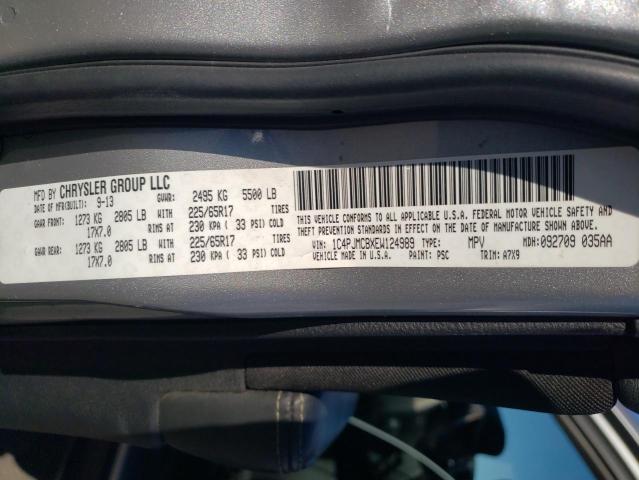 MFD BY CHRYSLER GROUP LLC
DATE OF MFR(BUILT): 9-13 GVWR: 2495 KG 5500 LB
GAWR FRONT: 1273 KG 2805 LB WITH 225/65R17 TIRES
17X7.0 RIMS AT 230 KPA ( 33 PSI) COLD
GAWR REAR: 1273 KG 2805 LB WITH 225/65R17 TIRES
17X7.0 RIMS AT 230 KPA ( 33 PSI) COLD
THIS VEHICLE CONFORMS TO ALL APPLICABLE U.S.A. FEDERAL MOTOR VEHICLE SAFETY AND
THEFT PREVENTION STANDARDS IN EFFECT ON THE DATE OF MANUFACTURE SHOWN ABOVE.
VIN: 1C4PJMCBXEW124989 TYPE: MPV MDH: 092709 035AA
VEHICLE MADE IN U.S.A. PAINT: PSC TRIM: A7X9